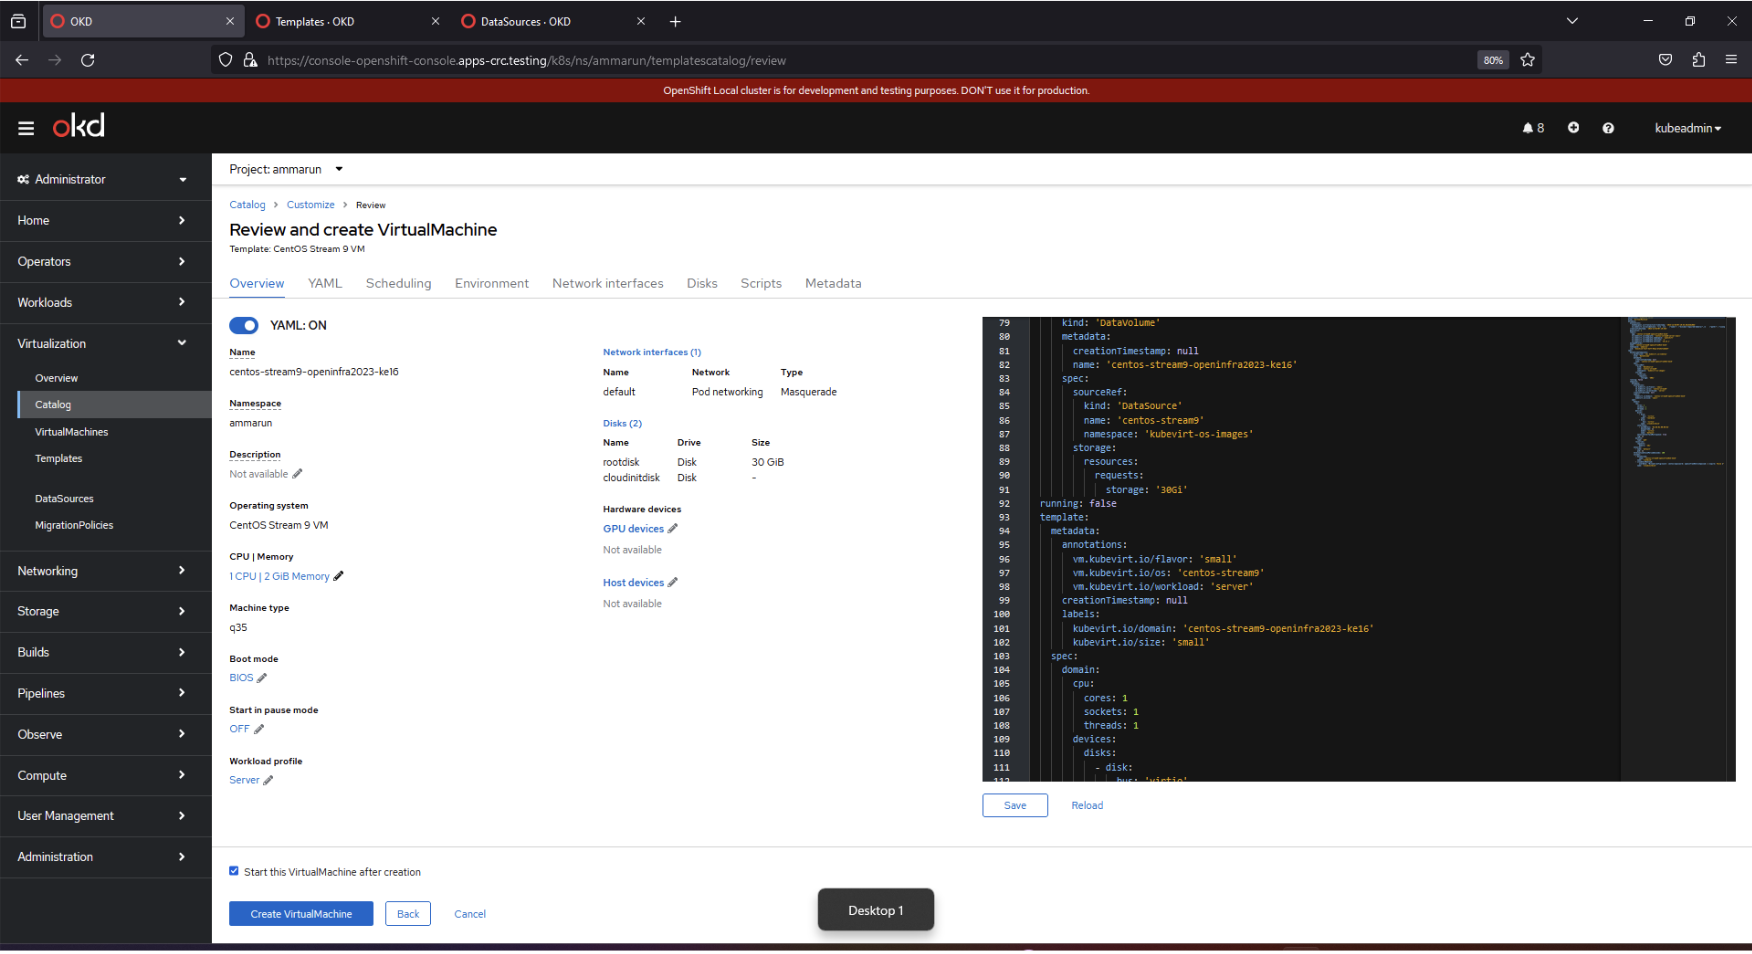 OKD
Templates · OKD
DataSources · OKD
https://console-openshift-console.apps-crc.testing/k8s/ns/ammarun/templatescatalog/review
80%
OpenShift Local cluster is for development and testing purposes. DON'T use it for production.
okd
8
kubeadmin
Administrator
Home
Operators
Workloads
Virtualization
Overview
Catalog
VirtualMachines
Templates
DataSources
MigrationPolicies
Networking
Storage
Builds
Pipelines
Observe
Compute
User Management
Administration
Project: ammarun
Catalog > Customize > Review
Review and create VirtualMachine
Template: CentOS Stream 9 VM
Overview YAML Scheduling Environment Network interfaces Disks Scripts Metadata
YAML: ON
Name
centos-stream9-openinfra2023-ke16
Namespace
ammarun
Description
Not available
Operating system
CentOS Stream 9 VM
CPU | Memory
1 CPU | 2 GiB Memory
Machine type
q35
Boot mode
BIOS
Start in pause mode
OFF
Workload profile
Server
Network interfaces (1)
Name Network Type
default Pod networking Masquerade
Disks (2)
Name Drive Size
rootdisk Disk 30 GiB
cloudinitdisk Disk -
Hardware devices
GPU devices
Not available
Host devices
Not available
79 kind: 'DataVolume'
80 metadata:
81 creationTimestamp: null
82 name: 'centos-stream9-openinfra2023-ke16'
83 spec:
84 sourceRef:
85 kind: 'DataSource'
86 name: 'centos-stream9'
87 namespace: 'kubevirt-os-images'
88 storage:
89 resources:
90 requests:
91 storage: '30Gi'
92 running: false
93 template:
94 metadata:
95 annotations:
96 vm.kubevirt.io/flavor: 'small'
97 vm.kubevirt.io/os: 'centos-stream9'
98 vm.kubevirt.io/workload: 'server'
99 creationTimestamp: null
100 labels:
101 kubevirt.io/domain: 'centos-stream9-openinfra2023-ke16'
102 kubevirt.io/size: 'small'
103 spec:
104 domain:
105 cpu:
106 cores: 1
107 sockets: 1
108 threads: 1
109 devices:
110 disks:
111 - disk:
112 bus: 'virtio'
Save Reload
Start this VirtualMachine after creation
Create VirtualMachine Back Cancel
Desktop 1